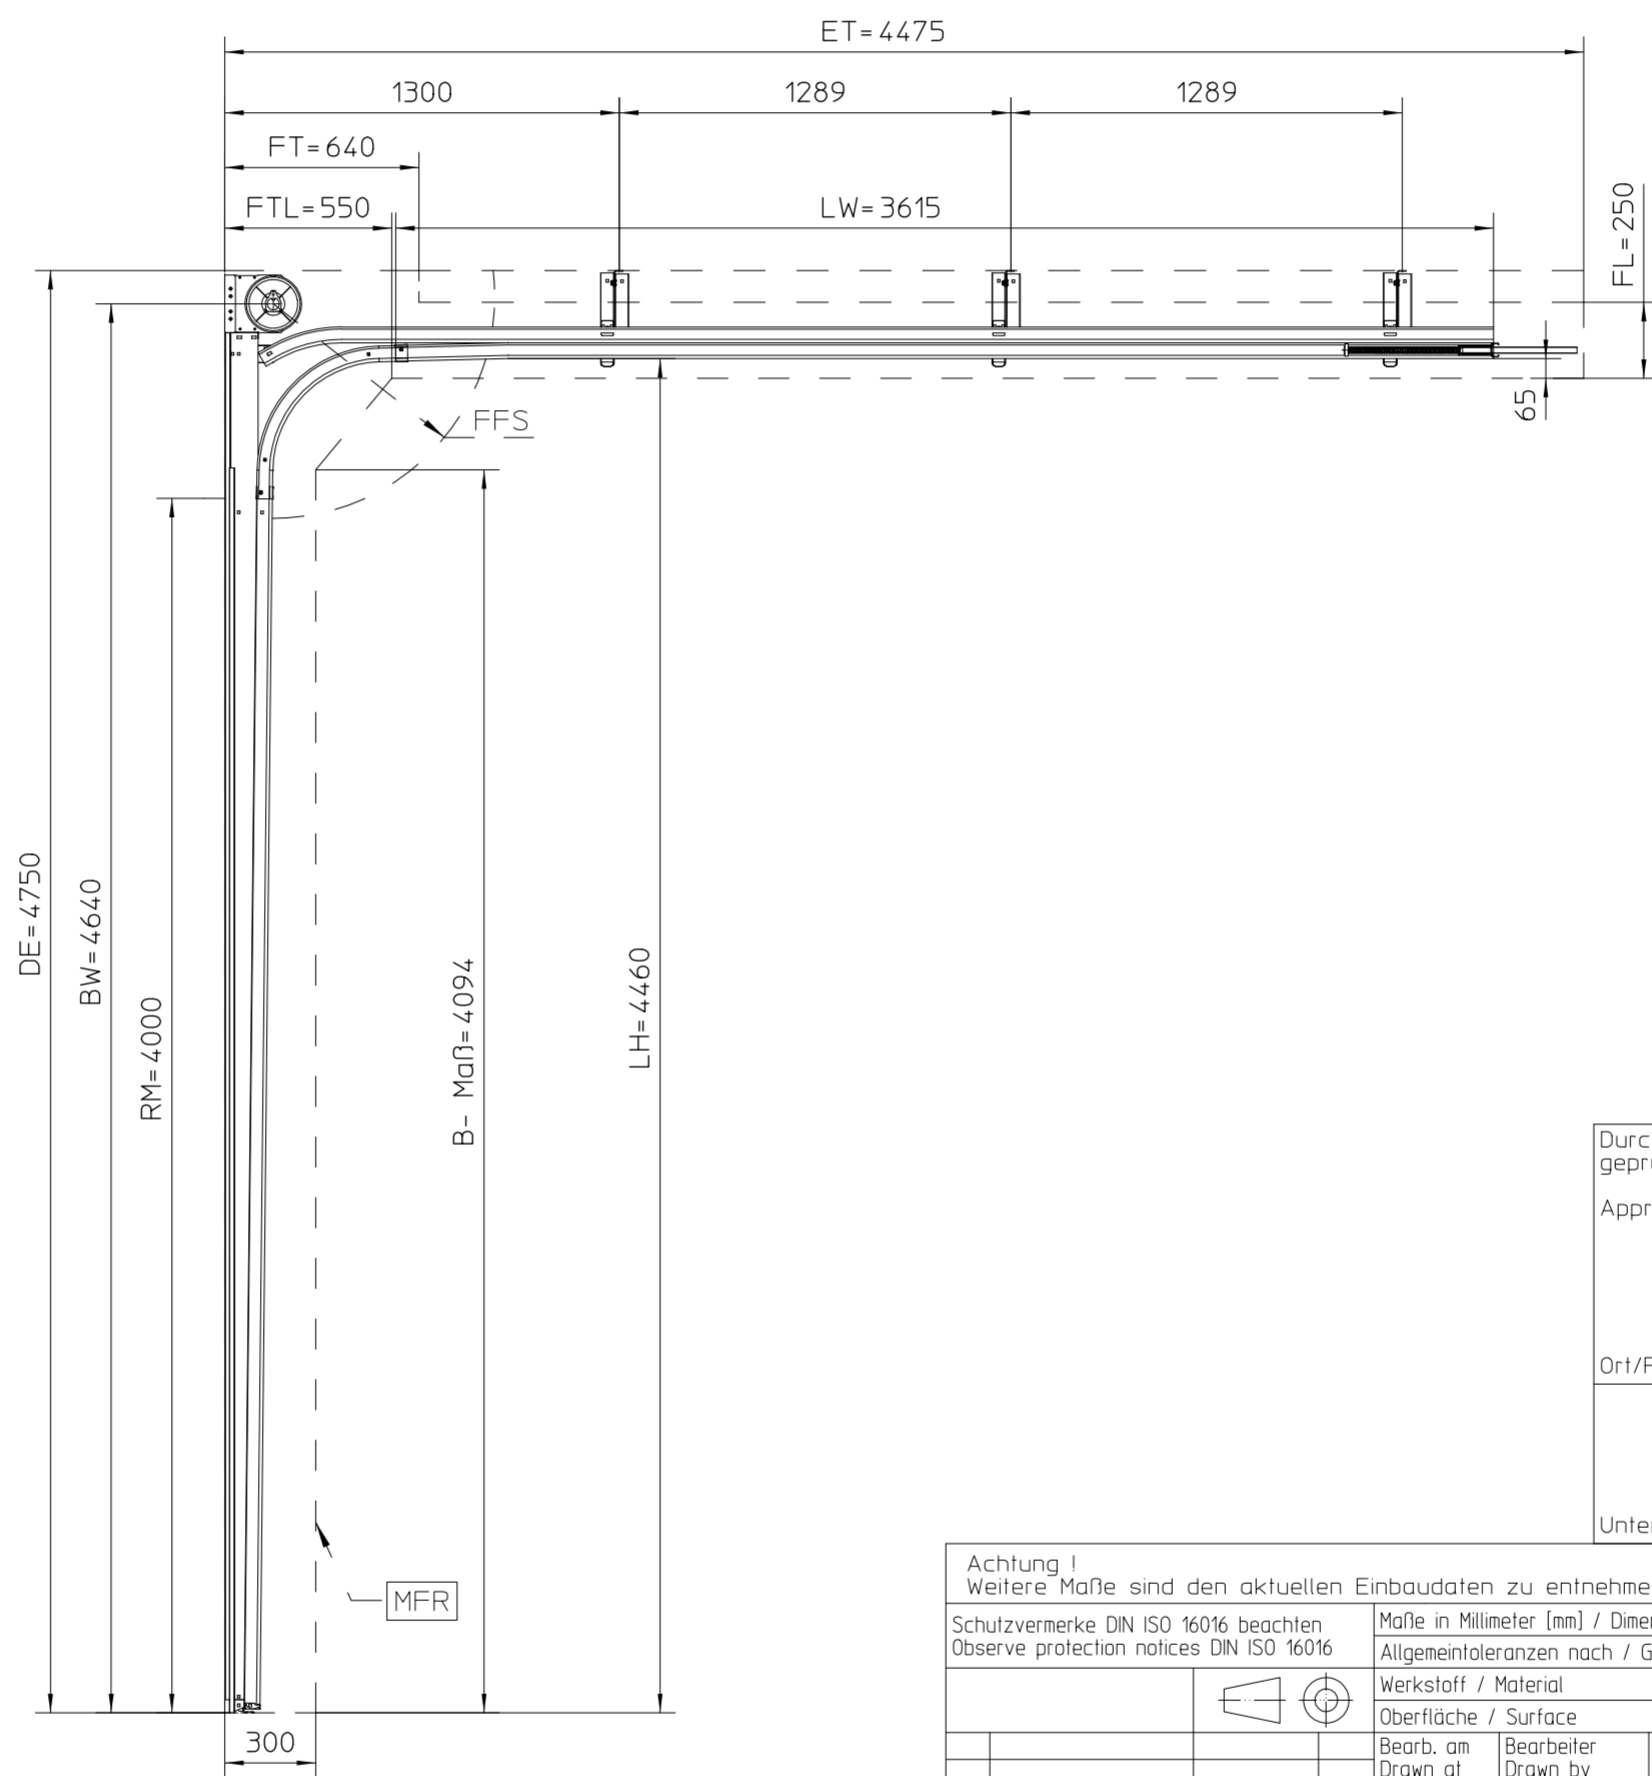 ET=4475
1300
1289
1289
FT=640
FTL=550
LW=3615
FL=250
65
FFS
DE=4750
BW=4640
RM=4000
B- Maß=4094
LH=4460
MFR
300
Appr
Ort/F
Achtung !
Weitere Maße sind den aktuellen Einbaudaten zu entnehme
Schutzvermerke DIN ISO 16016 beachten
Observe protection notices DIN ISO 16016
Maße in Millimeter [mm] / Dimen
Allgemeintoleranzen nach / G
Werkstoff / Material
Oberfläche / Surface
Bearb. am
Drawn at
Bearbeiter
Drawn by